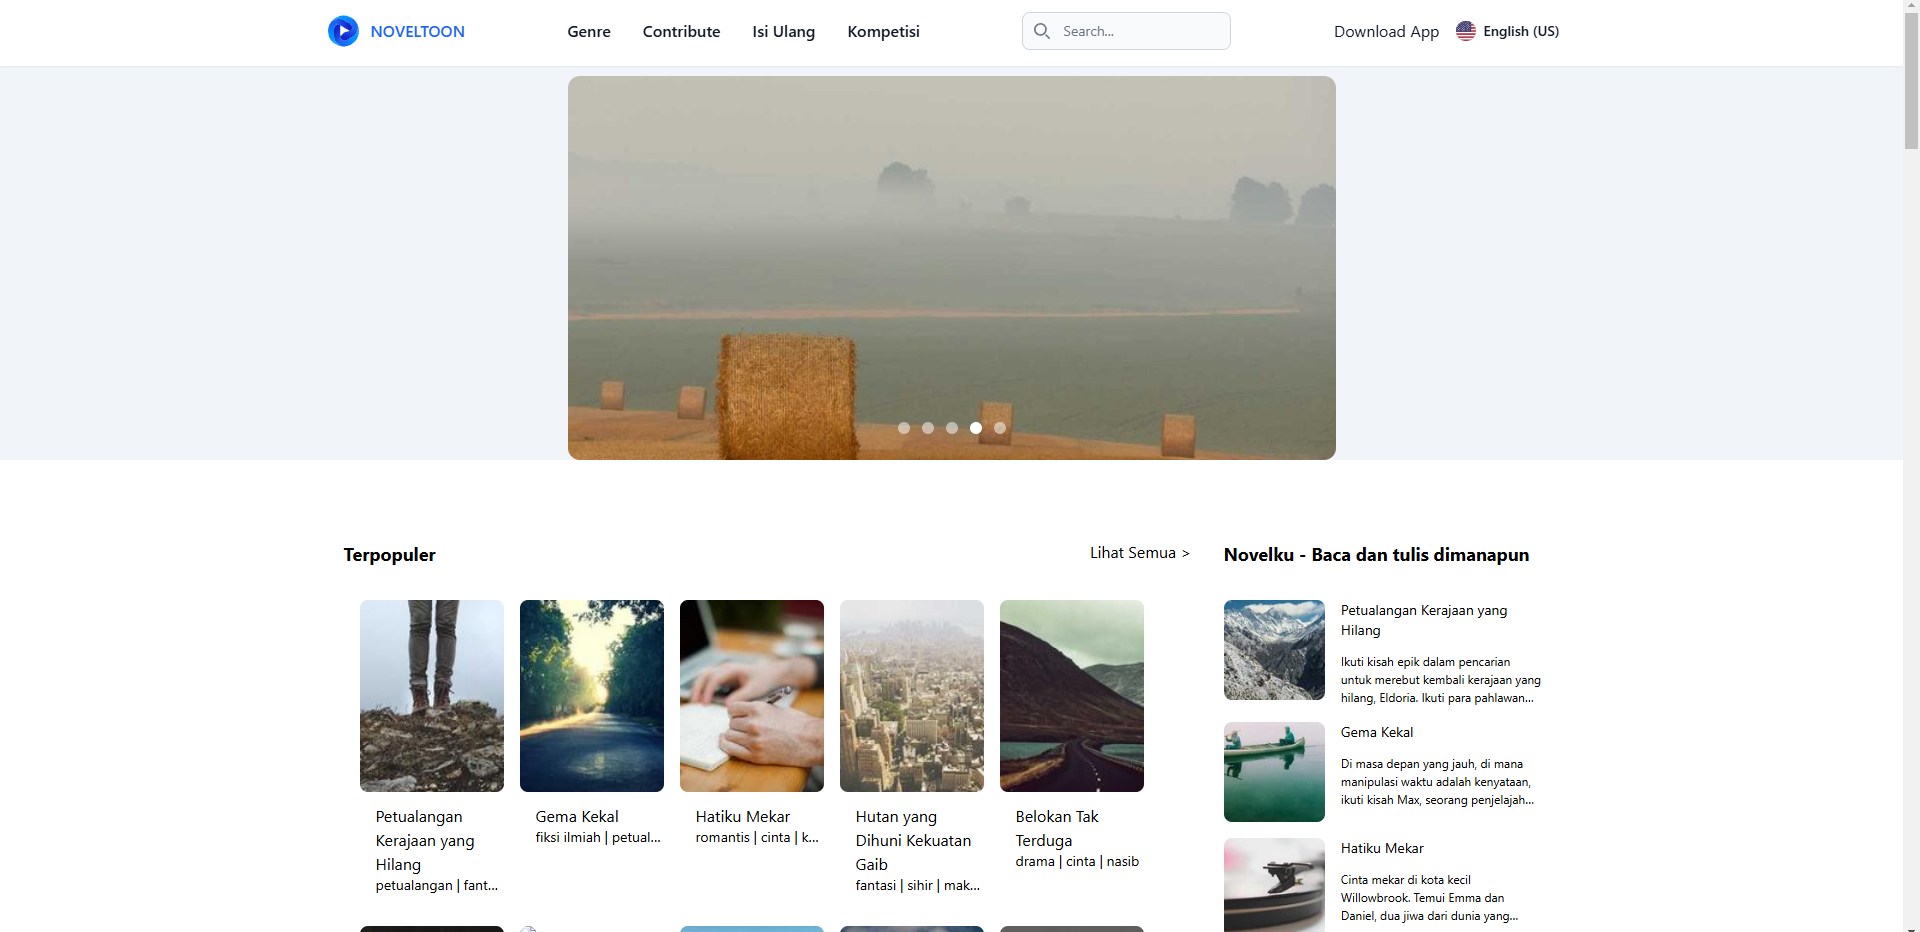 NOVELTOON
Genre
Contribute
Isi Ulang
Kompetisi
Search...
Download App
English (US)
Terpopuler
Lihat Semua >
Petualangan
Kerajaan yang
Hilang
petualangan | fant...
Gema Kekal
fiksi ilmiah | petual...
Hatiku Mekar
romantis | cinta | k...
Hutan yang
Dihuni Kekuatan
Gaib
fantasi | sihir | mak...
Belokan Tak
Terduga
drama | cinta | nasib
Novelku - Baca dan tulis dimanapun
Petualangan Kerajaan yang
Hilang
Ikuti kisah epik dalam pencarian
untuk merebut kembali kerajaan yang
hilang, Eldoria. Ikuti para pahlawan...
Gema Kekal
Di masa depan yang jauh, di mana
manipulasi waktu adalah kenyataan,
ikuti kisah Max, seorang penjelajah...
Hatiku Mekar
Cinta mekar di kota kecil
Willowbrook. Temui Emma dan
Daniel, dua jiwa dari dunia yang...